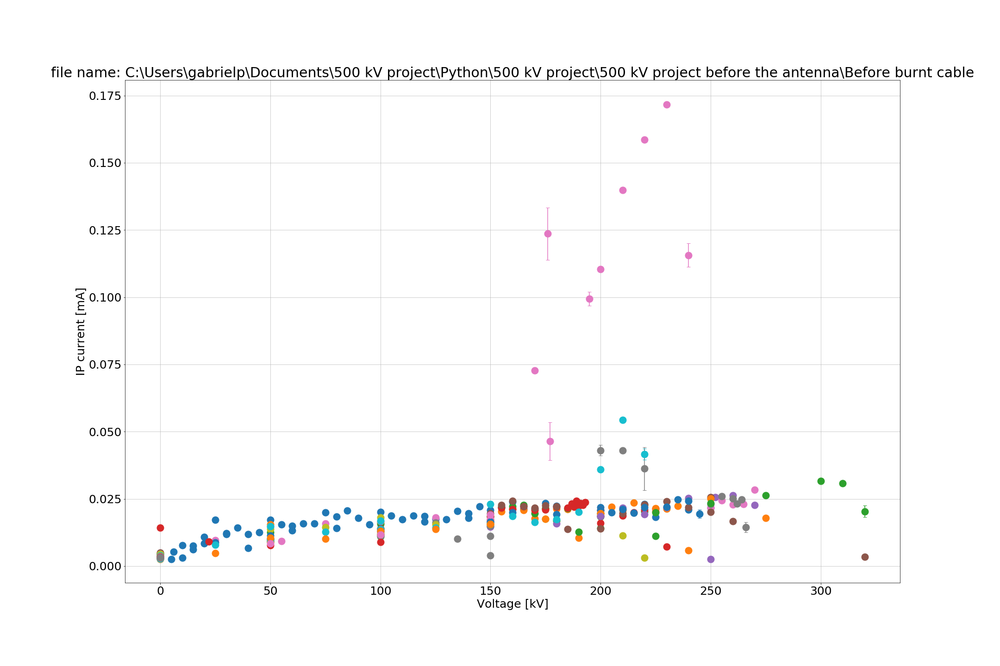 file name: C:\Users\gabrielp\Documents\500 kV project\Python\500 kV project\500 kV project before the antenna\Before burnt cable
0.175
0.150
0.125
0.100
0.075
0.050
0.025
0.000
IP current [mA]
0 50 100 150 200 250 300
Voltage [kV]